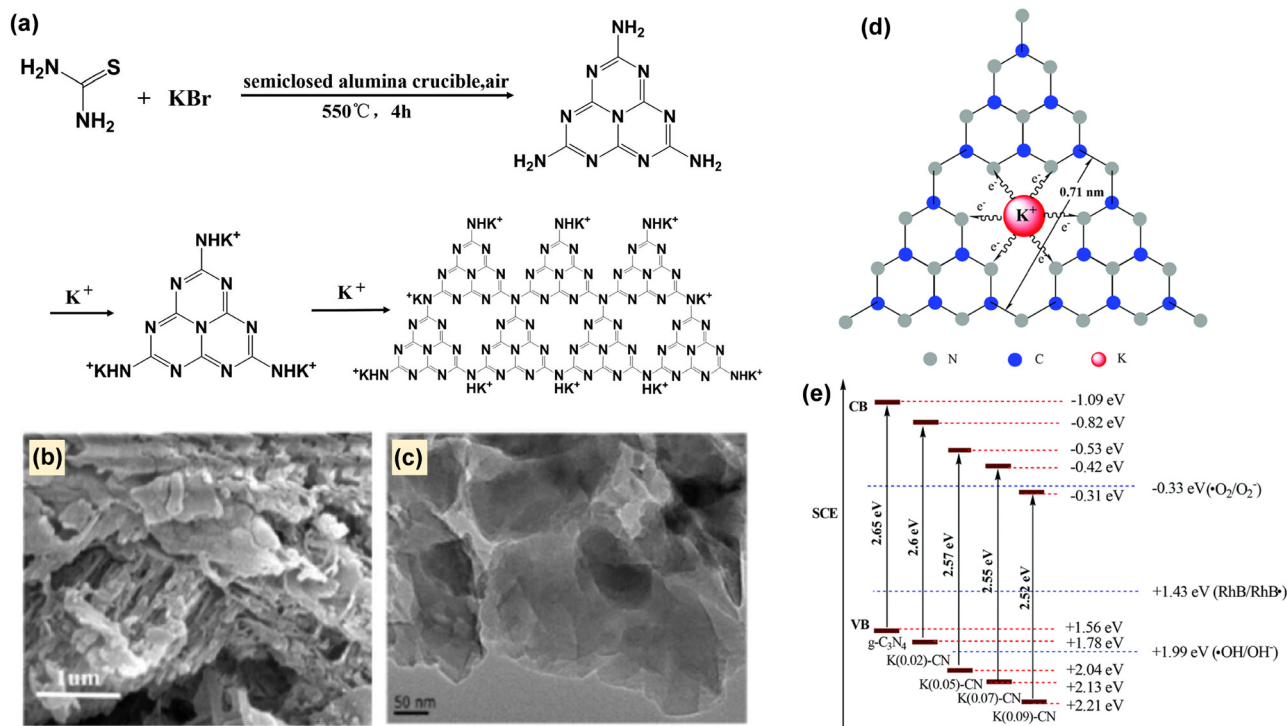 (a)
H₂N
S
NH₂
+ KBr
semiclosed alumina crucible,air
550℃，4h
NH₂
N N
N N N
N N N
H₂N NH₂
K⁺
NHK⁺
N N
N N N
N N N
⁺KHN NHK⁺
K⁺
NHK⁺ NHK⁺ NHK⁺
N N N N N N
N N N N N N N N N
⁺KN N N N N N N N N N NK⁺
N N N N N N N N
N N N N N N N N N N N N
⁺KHN N N N N N N N N N N N NHK⁺
HK⁺ HK⁺ HK⁺
(b)
1um
(c)
50 nm
(d)
e⁻ e⁻
0.71 nm
e⁻ K⁺ e⁻
e⁻ e
N C K
(e)
SCE
CB
VB
2.65 eV
2.6 eV
2.57 eV
2.55 eV
2.52 eV
g-C₃N₄
K(0.02)-CN
K(0.05)-CN
K(0.07)-CN
K(0.09)-CN
-1.09 eV
-0.82 eV
-0.53 eV
-0.42 eV
-0.33 eV(•O₂/O₂⁻)
-0.31 eV
+1.43 eV (RhB/RhB•)
+1.56 eV
+1.78 eV
+1.99 eV (•OH/OH⁻)
+2.04 eV
+2.13 eV
+2.21 eV